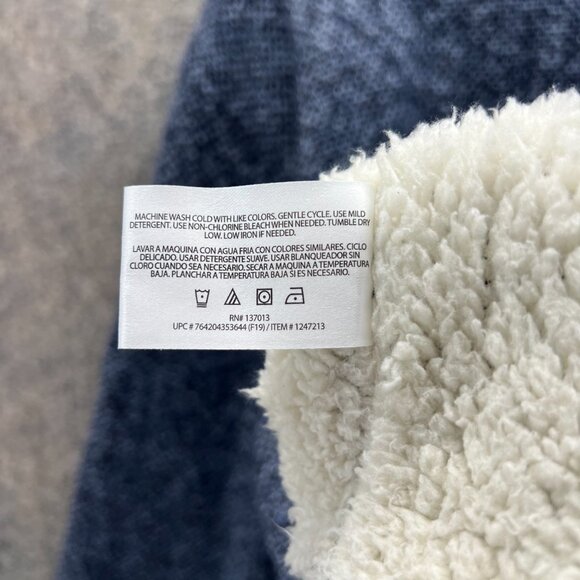 MACHINE WASH COLD WITH LIKE COLORS. GENTLE CYCLE. USE MILD
DETERGENT. USE NON-CHLORINE BLEACH WHEN NEEDED. TUMBLE DRY
LOW. LOW IRON IF NEEDED.
LAVAR A MAQUINA CON AGUA FRIA CON COLORES SIMILARES. CICLO
DELICADO. USAR DETERGENTE SUAVE. USAR BLANQUEADOR SIN
CLORO CUANDO SEA NECESARIO. SECAR A MAQUINA A TEMPERATURA
BAJA. PLANCHAR A TEMPERATURA BAJA SI ES NECESARIO.
RN# 137013
UPC # 764204353644 (F19) / ITEM # 1247213